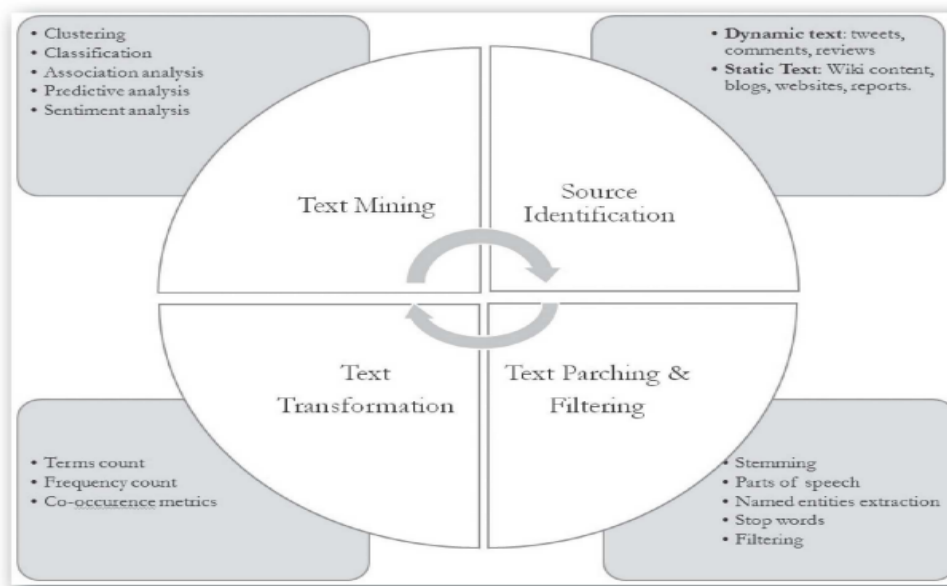 • Clustering
• Classification
• Association analysis
• Predictive analysis
• Sentiment analysis
• Dynamic text: tweets,
comments, reviews
• Static Text: Wiki content,
blogs, websites, reports.
Text Mining
Source
Identification
Text
Transformation
Text Parching &
Filtering
• Terms count
• Frequency count
• Co-occurence metrics
• Stemming
• Parts of speech
• Named entities extraction
• Stop words
• Filtering